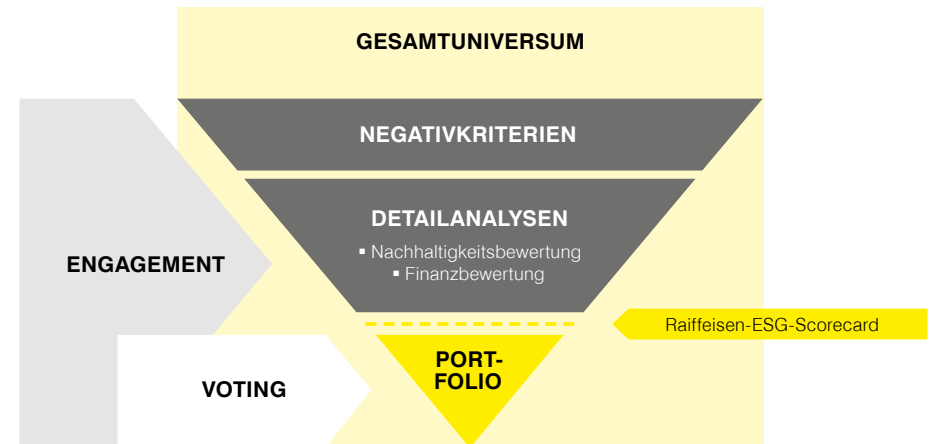 GESAMTUNIVERSUM
NEGATIVKRITERIEN
DETAILANALYSEN
▪ Nachhaltigkeitsbewertung
▪ Finanzbewertung
ENGAGEMENT
Raiffeisen-ESG-Scorecard
PORT-
FOLIO
VOTING